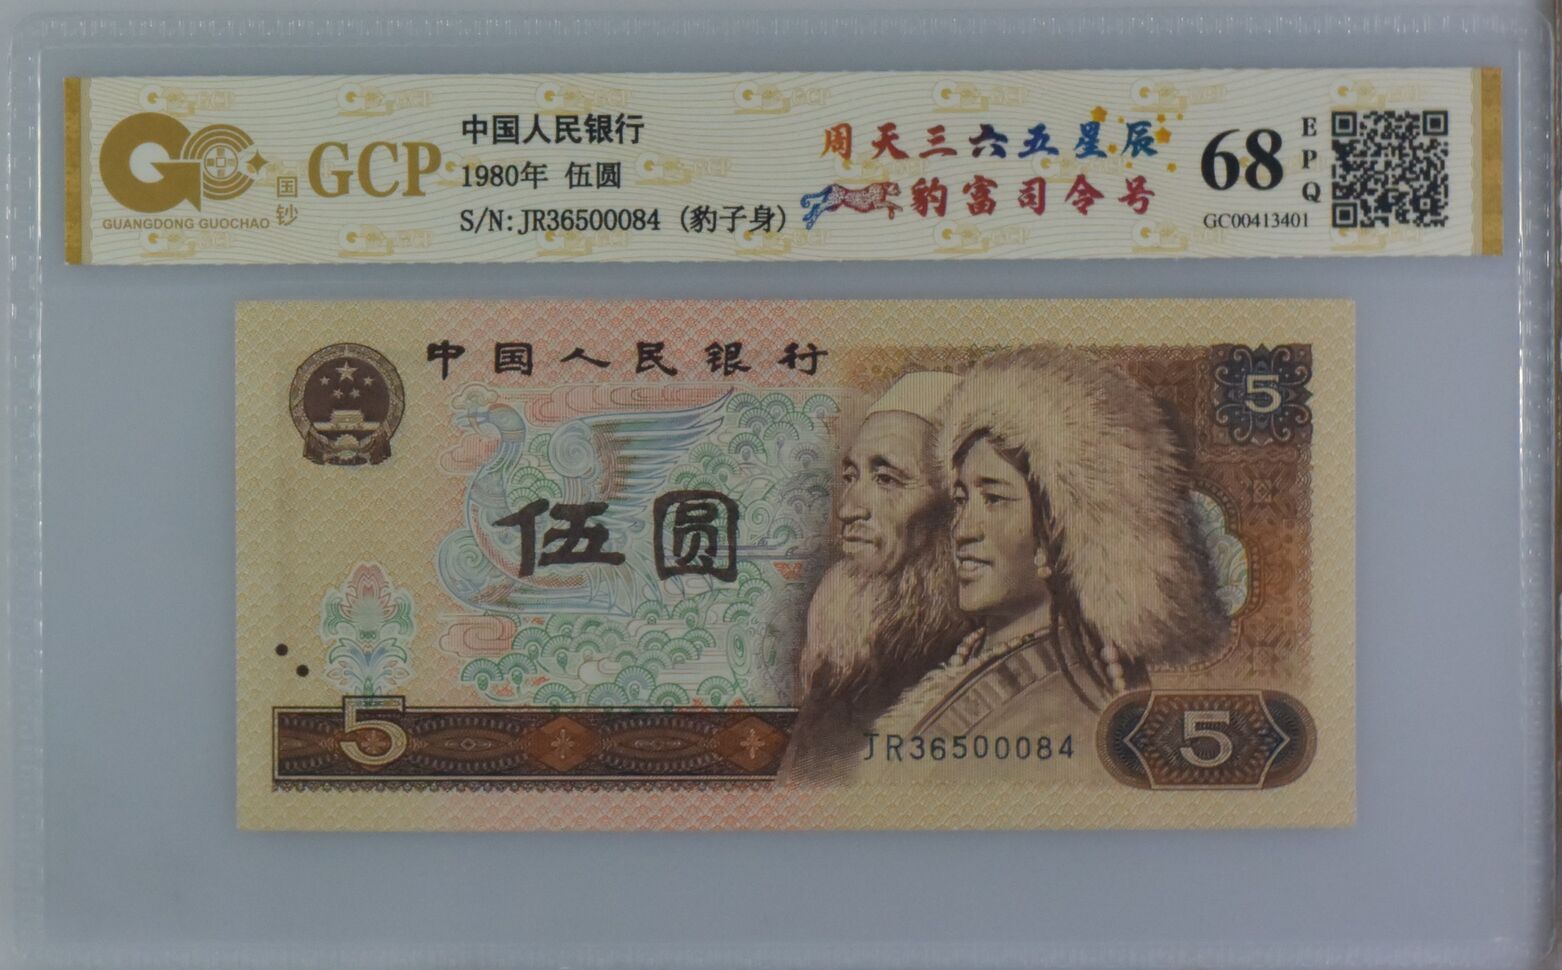 GCP
国钞
GUANGDONG GUOCHAO
中国人民银行
1980年 伍圆
S/N: JR36500084 (豹子身)
周天三六五星辰
豹富司令号
68
EPQ
GC00413401
中国人民银行
5
伍圆
5
JR36500084
5